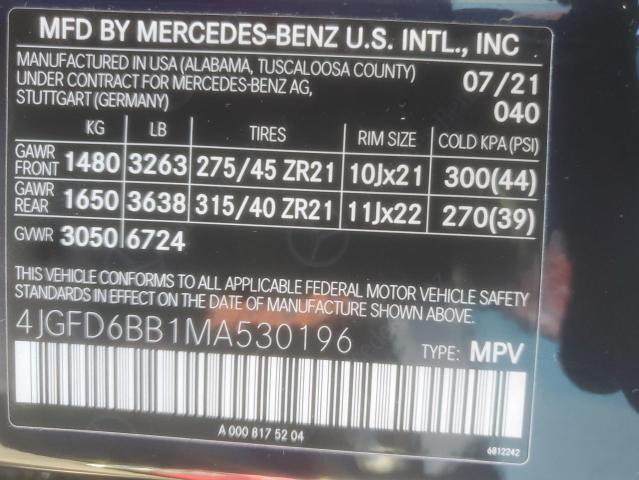 MFD BY MERCEDES-BENZ U.S. INTL., INC
MANUFACTURED IN USA (ALABAMA, TUSCALOOSA COUNTY) 07/21
UNDER CONTRACT FOR MERCEDES-BENZ AG,
STUTTGART (GERMANY) 040
KG LB TIRES RIM SIZE COLD KPA(PSI)
GAWR FRONT 1480 3263 275/45 ZR21 10Jx21 300(44)
GAWR REAR 1650 3638 315/40 ZR21 11Jx22 270(39)
GVWR 3050 6724
THIS VEHICLE CONFORMS TO ALL APPLICABLE FEDERAL MOTOR VEHICLE SAFETY
STANDARDS IN EFFECT ON THE DATE OF MANUFACTURE SHOWN ABOVE.
4JGFD6BB1MA530196 TYPE: MPV
A 000 817 52 04
6812242